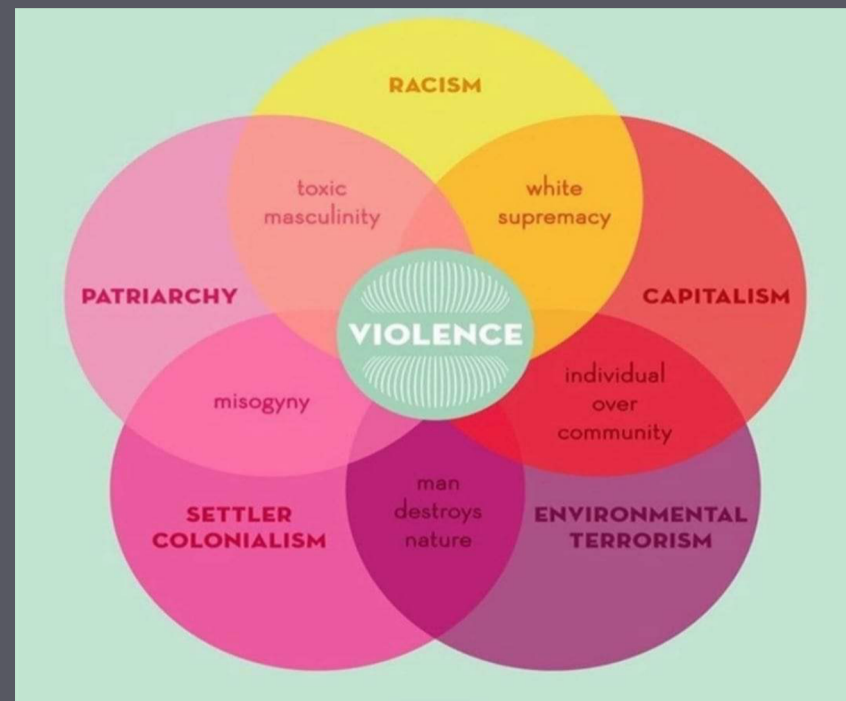 RACISM
toxic
masculinity
white
supremacy
PATRIARCHY
CAPITALISM
VIOLENCE
misogyny
individual
over
community
man
destroys
nature
SETTLER
COLONIALISM
ENVIRONMENTAL
TERRORISM